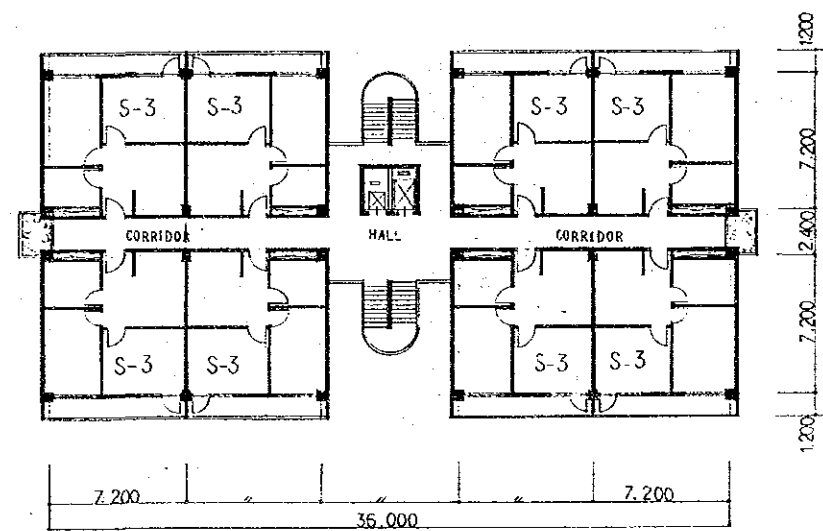 S-3 S-3 S-3 S-3
CORRIDOR HALL CORRIDOR
S-3 S-3 S-3 S-3
1.200
7.200
2.400
7.200
1.200
7.200 〃 〃 〃 7.200
36.000